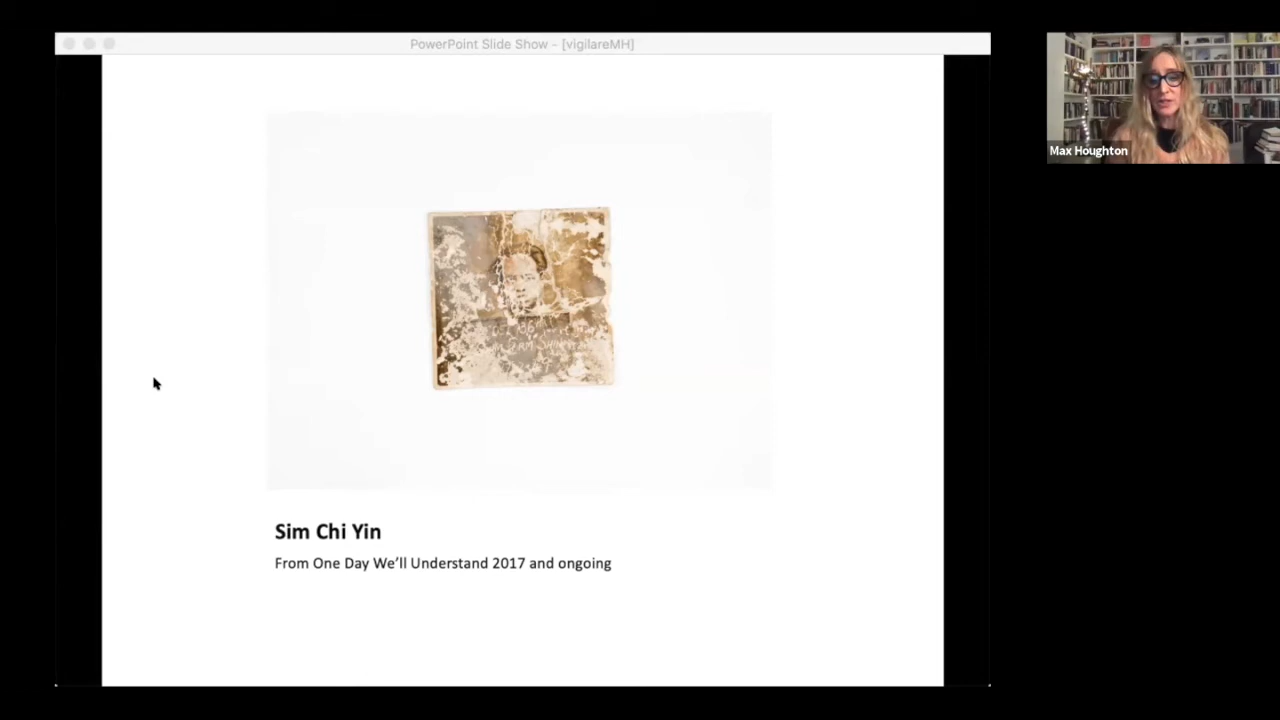 PowerPoint Slide Show - [vigilareMH]
Max Houghton
Sim Chi Yin
From One Day We'll Understand 2017 and ongoing